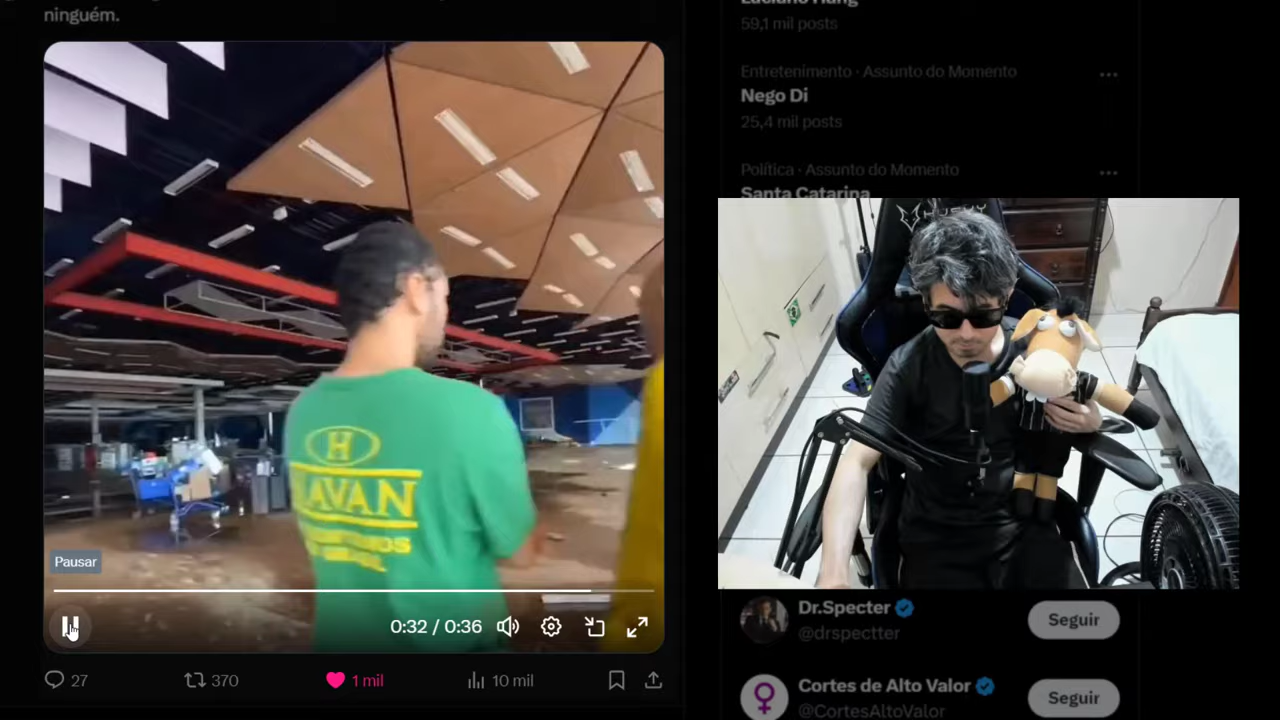 ninguém.
59,1 mil posts
Entretenimento · Assunto do Momento
Nego Di
25,4 mil posts
Política · Assunto do Momento
Santa Catarina
H
HAVAN
Pausar
0:32 / 0:36
27
370
1 mil
10 mil
Dr.Specter
@drspectter
Seguir
Cortes de Alto Valor
@CortesAltoValor
Seguir